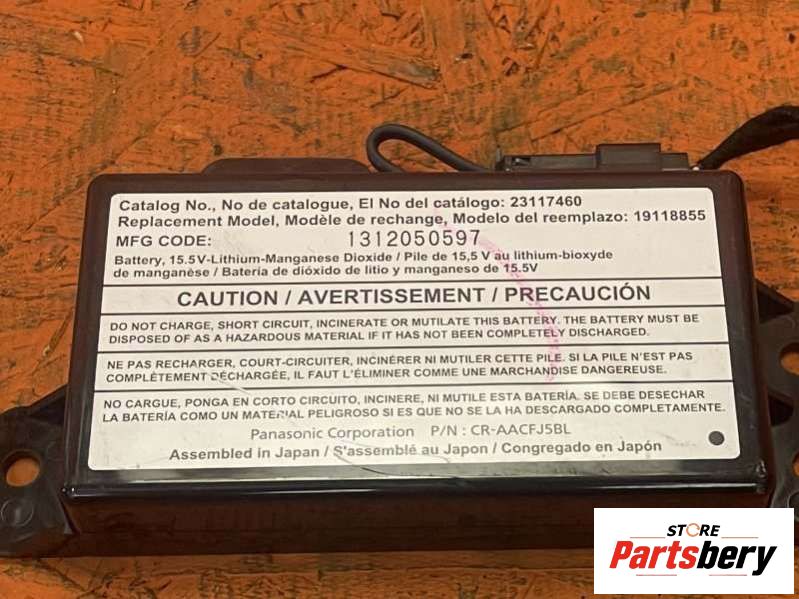 Catalog No., No de catalogue, El No del catálogo: 23117460
Replacement Model, Modèle de rechange, Modelo del reemplazo: 19118855
MFG CODE: 1312050597
Battery, 15.5V-Lithium-Manganese Dioxide / Pile de 15,5 V au lithium-bioxyde
de manganèse / Batería de dióxido de litio y manganeso de 15.5V
CAUTION / AVERTISSEMENT / PRECAUCIÓN
DO NOT CHARGE, SHORT CIRCUIT, INCINERATE OR MUTILATE THIS BATTERY. THE BATTERY MUST BE
DISPOSED OF AS A HAZARDOUS MATERIAL IF IT HAS NOT BEEN COMPLETELY DISCHARGED.
NE PAS RECHARGER, COURT-CIRCUITER, INCINÉRER NI MUTILER CETTE PILE. SI LA PILE N'EST PAS
COMPLÈTEMENT DÉCHARGÉE, IL FAUT L'ÉLIMINER COMME UNE MARCHANDISE DANGEREUSE.
NO CARGUE, PONGA EN CORTO CIRCUITO, INCINERE, NI MUTILE ESTA BATERÍA. SE DEBE DESECHAR
LA BATERÍA COMO UN MATERIAL PELIGROSO SI ES QUE NO SE HA DESCARGADO COMPLETAMENTE.
Panasonic Corporation P/N : CR-AACFJ5BL
Assembled in Japan / S'assemblé au Japon / Congregado en Japón
STORE
Partsbery